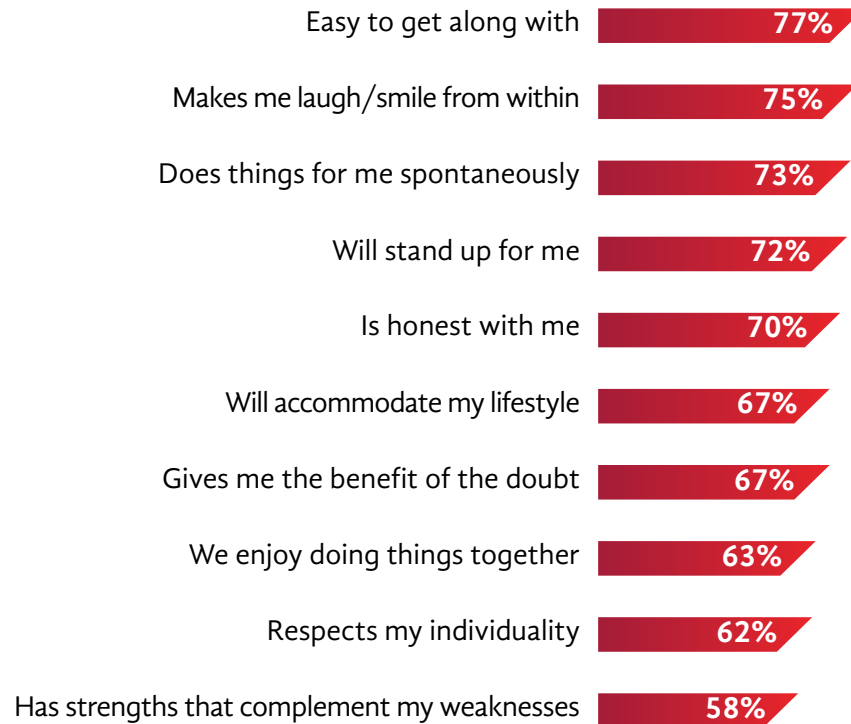 Easy to get along with 77%
Makes me laugh/smile from within 75%
Does things for me spontaneously 73%
Will stand up for me 72%
Is honest with me 70%
Will accommodate my lifestyle 67%
Gives me the benefit of the doubt 67%
We enjoy doing things together 63%
Respects my individuality 62%
Has strengths that complement my weaknesses 58%